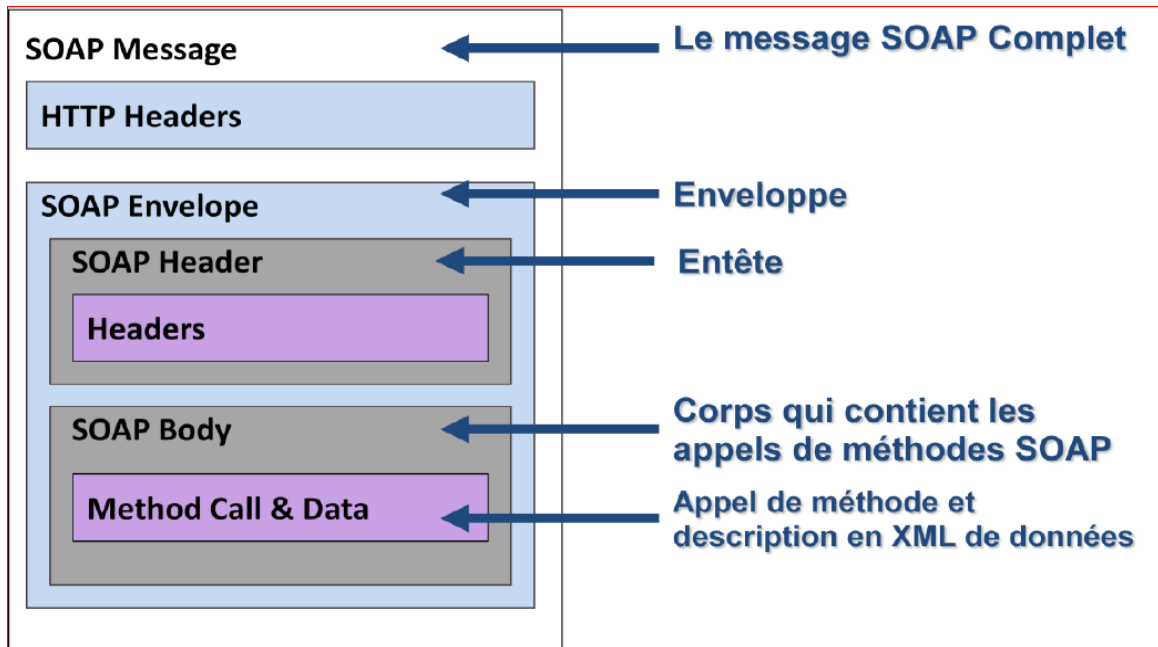 SOAP Message
Le message SOAP Complet
HTTP Headers
SOAP Envelope
Enveloppe
SOAP Header
Entête
Headers
SOAP Body
Corps qui contient les
appels de méthodes SOAP
Method Call & Data
Appel de méthode et
description en XML de données